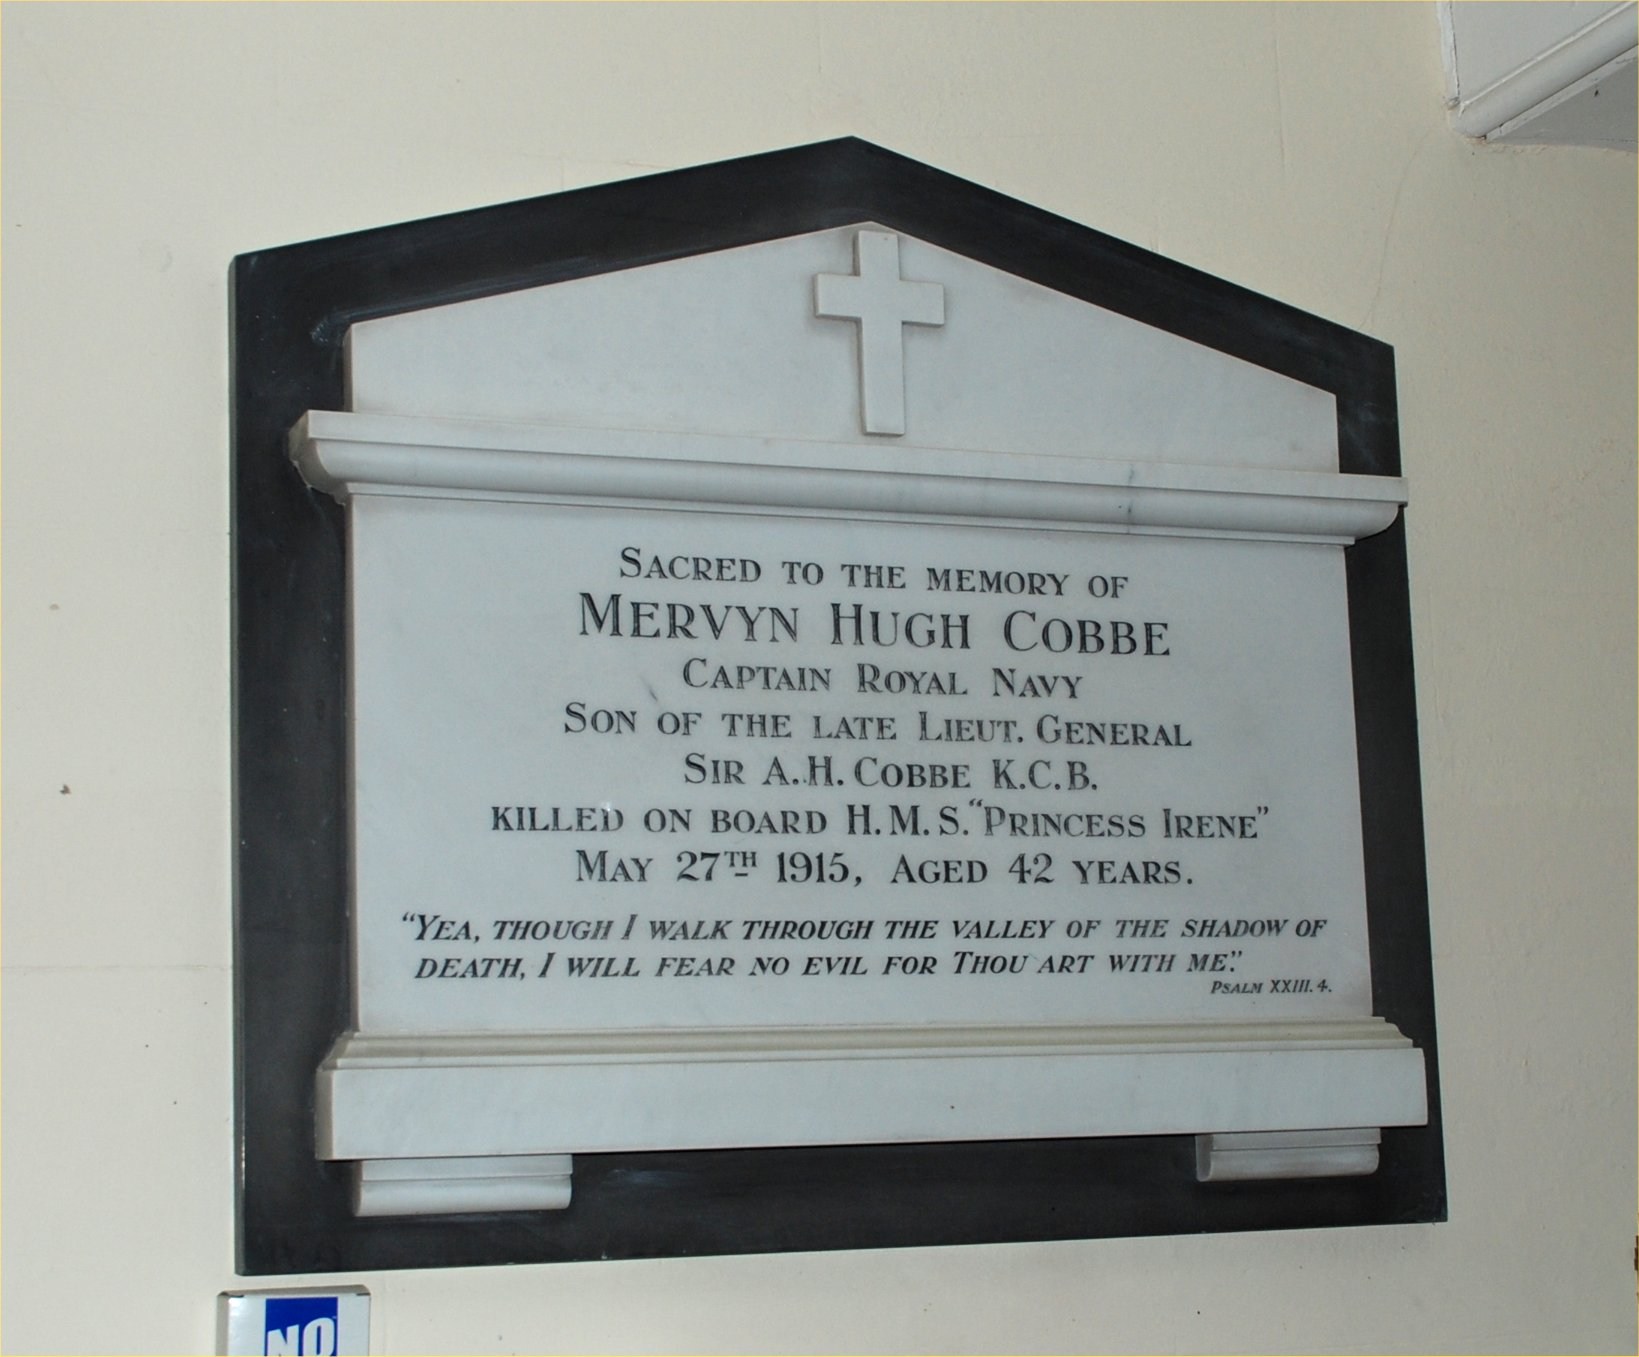 Sacred to the memory of
Mervyn Hugh Cobbe
Captain Royal Navy
Son of the late Lieut. General
Sir A.H. Cobbe K.C.B.
killed on board H.M.S. "Princess Irene"
May 27TH 1915, aged 42 years.
"Yea, though I walk through the valley of the shadow of
death, I will fear no evil for Thou art with me."
Psalm XXIII. 4.
NO